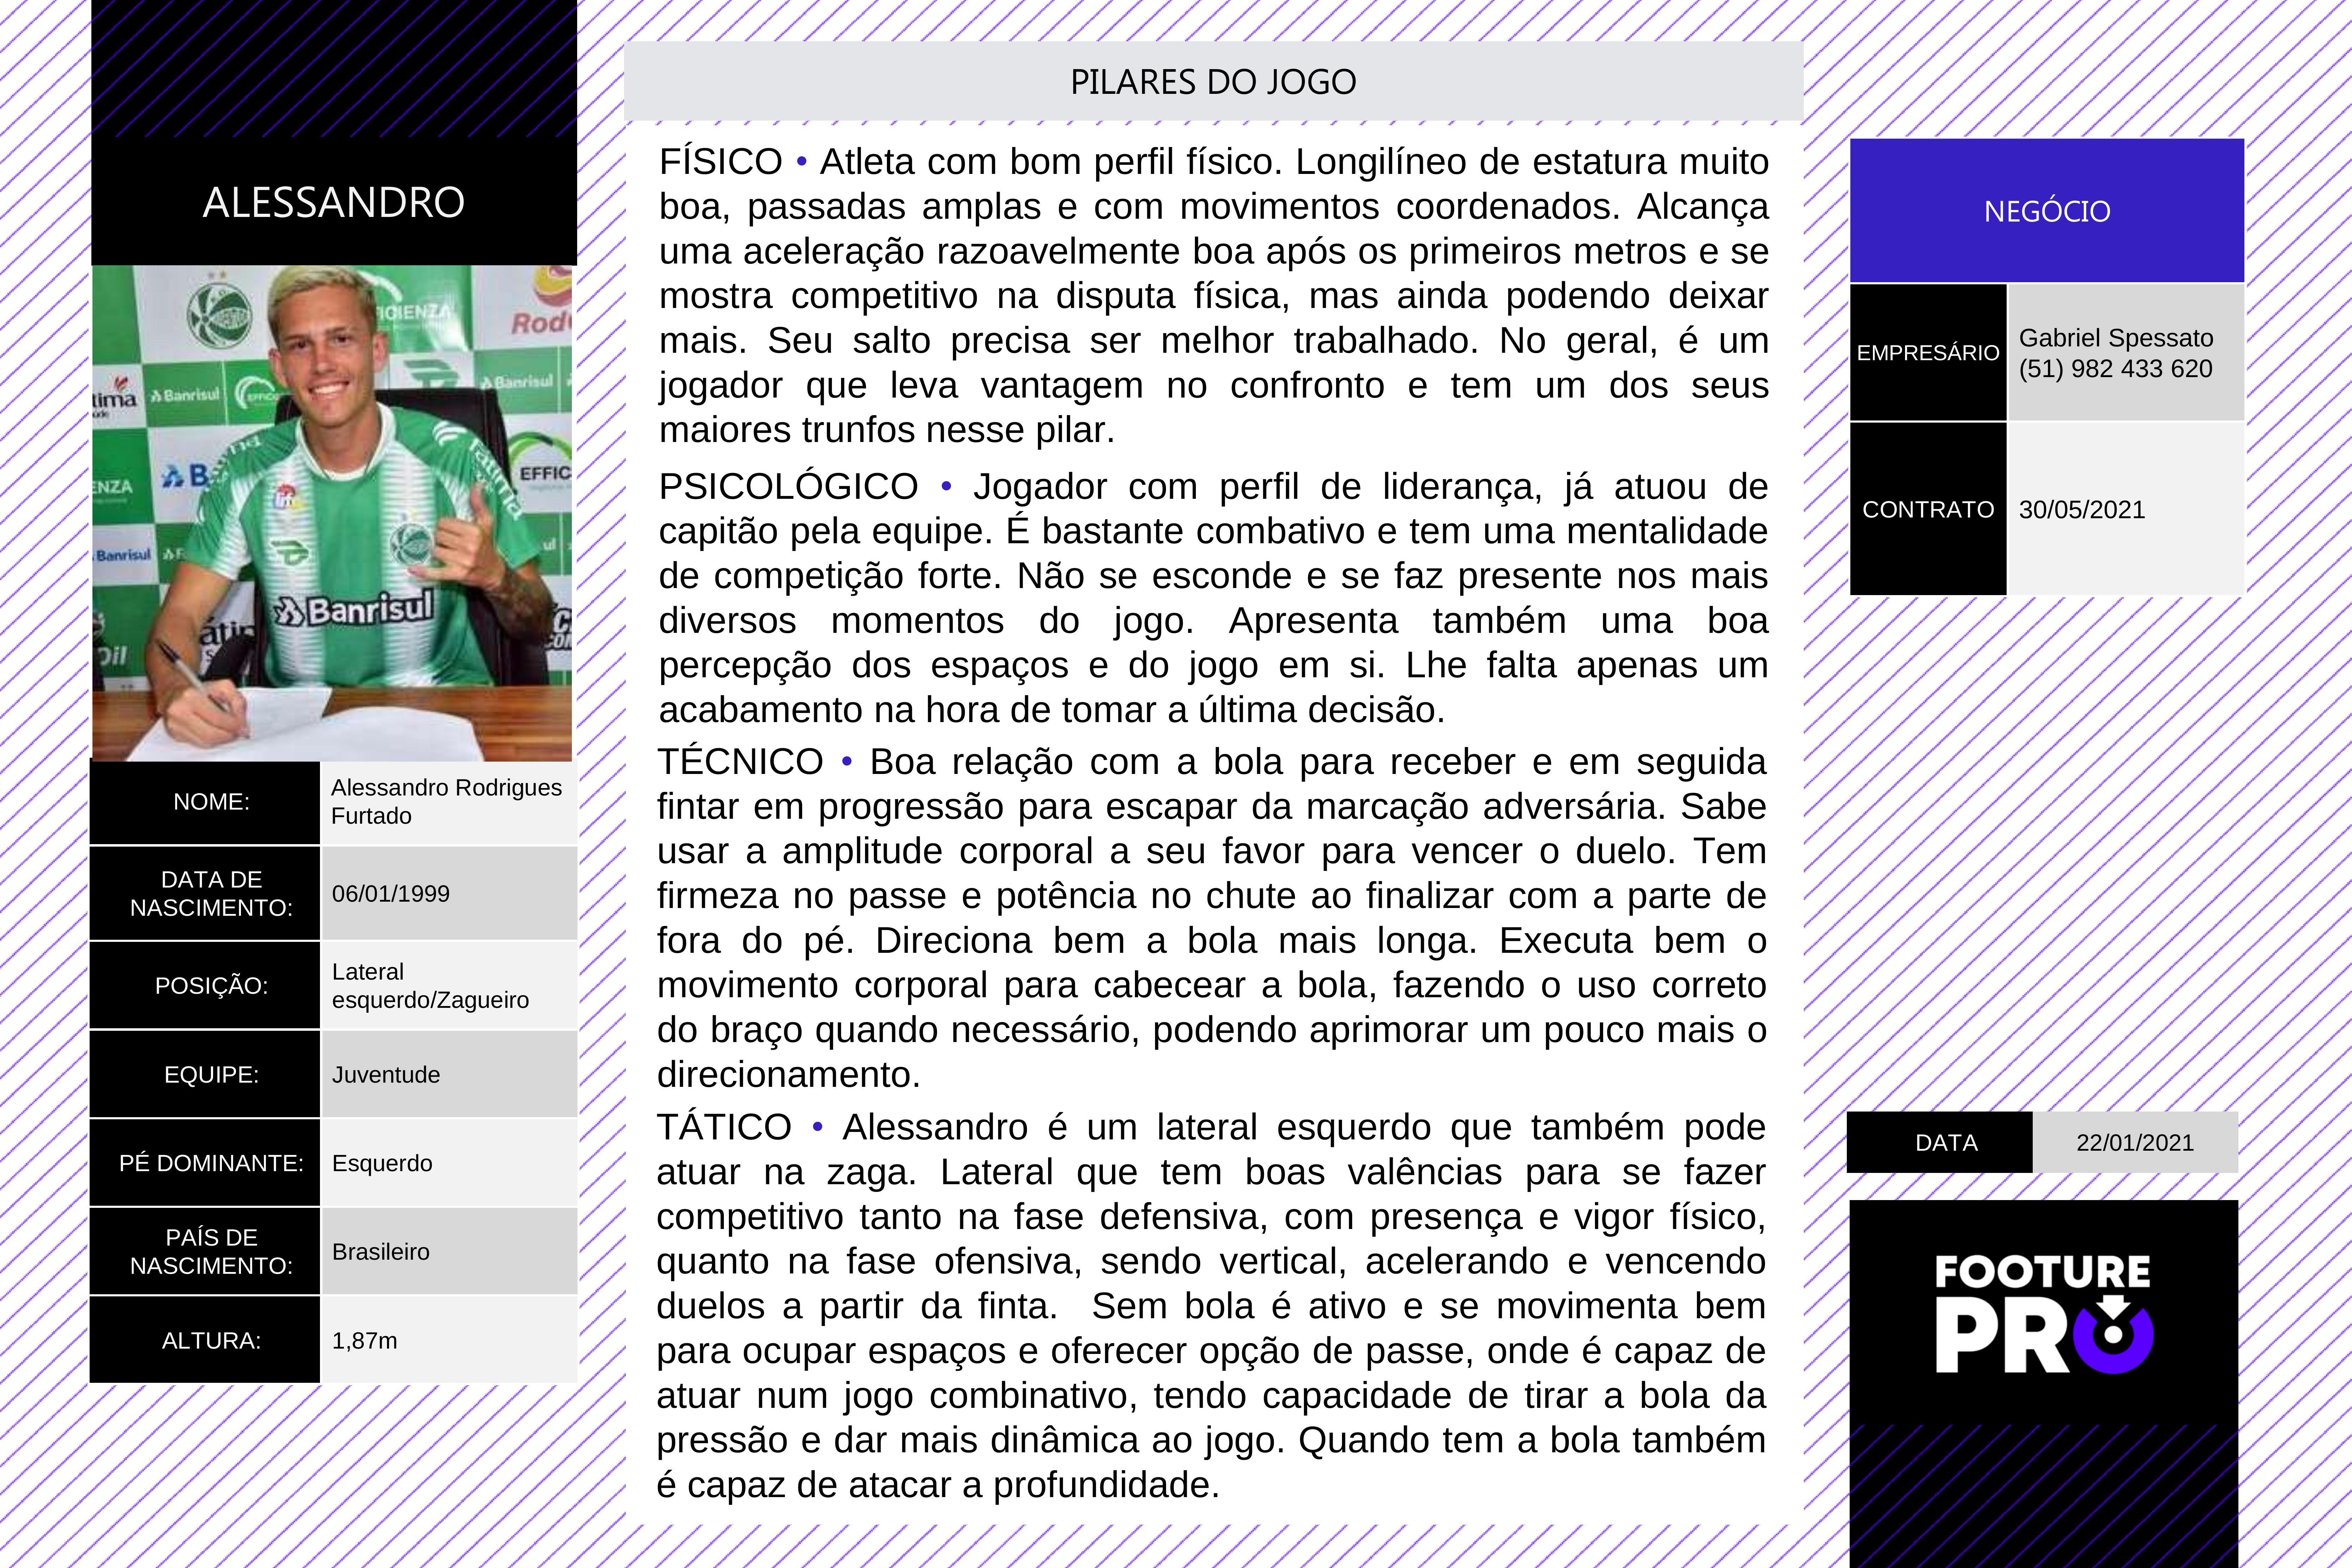 ALESSANDRO
Banrisul
Banrisul
EFFIC
Banrisul
Banrisul
NOME:
Alessandro Rodrigues
Furtado
DATA DE
NASCIMENTO:
06/01/1999
POSIÇÃO:
Lateral
esquerdo/Zagueiro
EQUIPE:
Juventude
PÉ DOMINANTE:
Esquerdo
PAÍS DE
NASCIMENTO:
Brasileiro
ALTURA:
1,87m
PILARES DO JOGO
FÍSICO • Atleta com bom perfil físico. Longilíneo de estatura muito
boa, passadas amplas e com movimentos coordenados. Alcança
uma aceleração razoavelmente boa após os primeiros metros e se
mostra competitivo na disputa física, mas ainda podendo deixar
mais. Seu salto precisa ser melhor trabalhado. No geral, é um
jogador que leva vantagem no confronto e tem um dos seus
maiores trunfos nesse pilar.
PSICOLÓGICO • Jogador com perfil de liderança, já atuou de
capitão pela equipe. É bastante combativo e tem uma mentalidade
de competição forte. Não se esconde e se faz presente nos mais
diversos momentos do jogo. Apresenta também uma boa
percepção dos espaços e do jogo em si. Lhe falta apenas um
acabamento na hora de tomar a última decisão.
TÉCNICO • Boa relação com a bola para receber e em seguida
fintar em progressão para escapar da marcação adversária. Sabe
usar a amplitude corporal a seu favor para vencer o duelo. Tem
firmeza no passe e potência no chute ao finalizar com a parte de
fora do pé. Direciona bem a bola mais longa. Executa bem o
movimento corporal para cabecear a bola, fazendo o uso correto
do braço quando necessário, podendo aprimorar um pouco mais o
direcionamento.
TÁTICO • Alessandro é um lateral esquerdo que também pode
atuar na zaga. Lateral que tem boas valências para se fazer
competitivo tanto na fase defensiva, com presença e vigor físico,
quanto na fase ofensiva, sendo vertical, acelerando e vencendo
duelos a partir da finta. Sem bola é ativo e se movimenta bem
para ocupar espaços e oferecer opção de passe, onde é capaz de
atuar num jogo combinativo, tendo capacidade de tirar a bola da
pressão e dar mais dinâmica ao jogo. Quando tem a bola também
é capaz de atacar a profundidade.
NEGÓCIO
EMPRESÁRIO
Gabriel Spessato
(51) 982 433 620
CONTRATO
30/05/2021
DATA
22/01/2021
FOOTURE
PRO